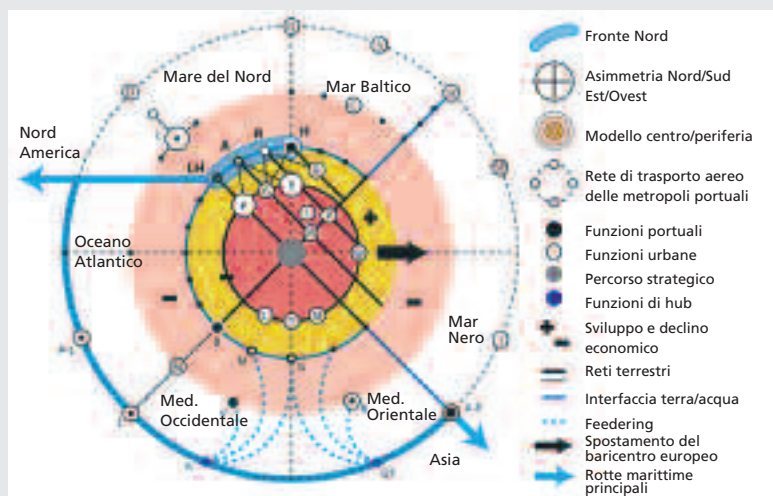 Mare del Nord
Mar Baltico
Nord
America
LH
A
R
H
Oceano
Atlantico
Mar
Nero
Med.
Occidentale
Med.
Orientale
Asia
Fronte Nord
Asimmetria Nord/Sud
Est/Ovest
Modello centro/periferia
Rete di trasporto aereo
delle metropoli portuali
Funzioni portuali
Funzioni urbane
Percorso strategico
Funzioni di hub
Sviluppo e declino
economico
Reti terrestri
Interfaccia terra/acqua
Feedering
Spostamento del
baricentro europeo
Rotte marittime
principali